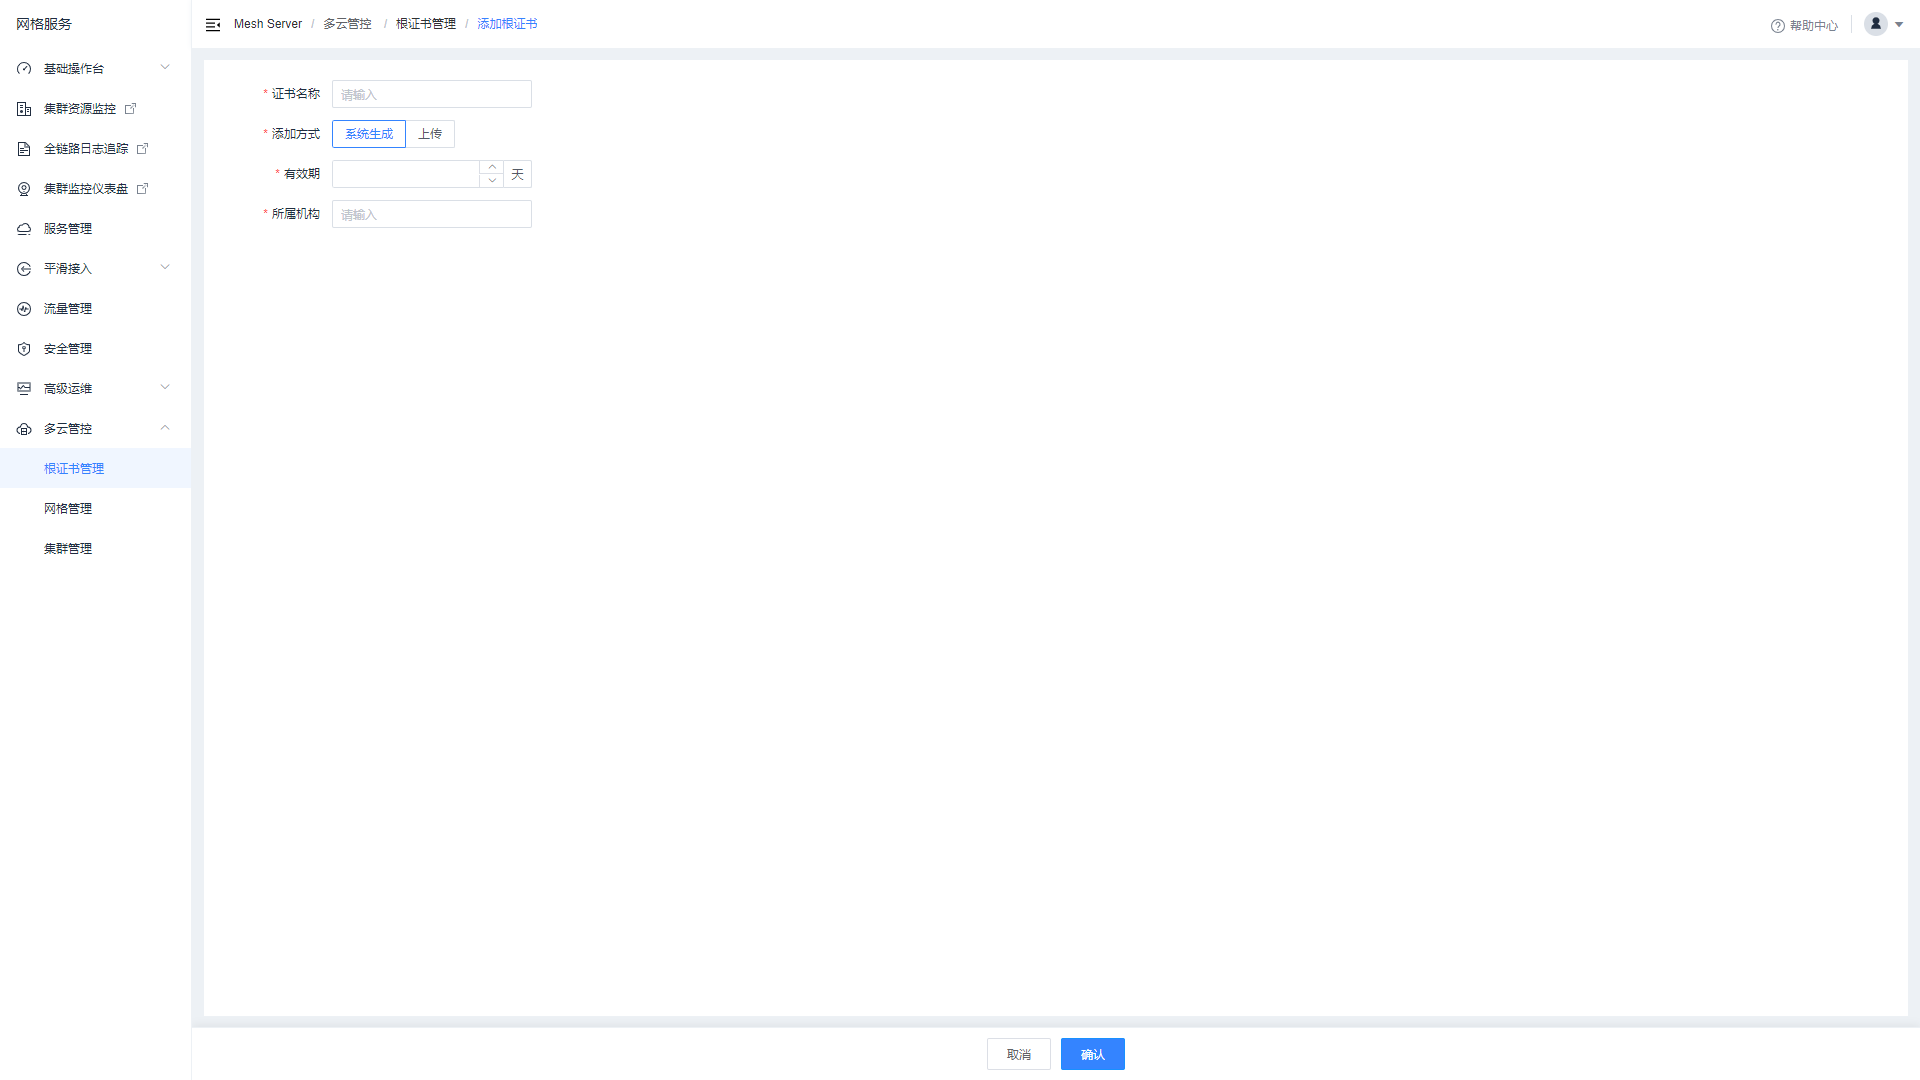 网格服务
Mesh Server / 多云管控 / 根证书管理 / 添加根证书
帮助中心
基础操作台
集群资源监控
全链路日志追踪
集群监控仪表盘
服务管理
平滑接入
流量管理
安全管理
高级运维
多云管控
根证书管理
网格管理
集群管理
* 证书名称 请输入
* 添加方式 系统生成 上传
* 有效期 天
* 所属机构 请输入
取消 确认